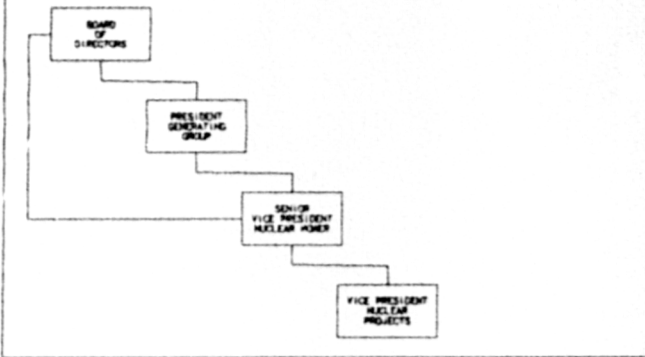 BOARD
OF
DIRECTORS
PRESIDENT
GENERATING
GROUP
SENIOR
VICE PRESIDENT
NUCLEAR POWER
VICE PRESIDENT
NUCLEAR
PROJECTS